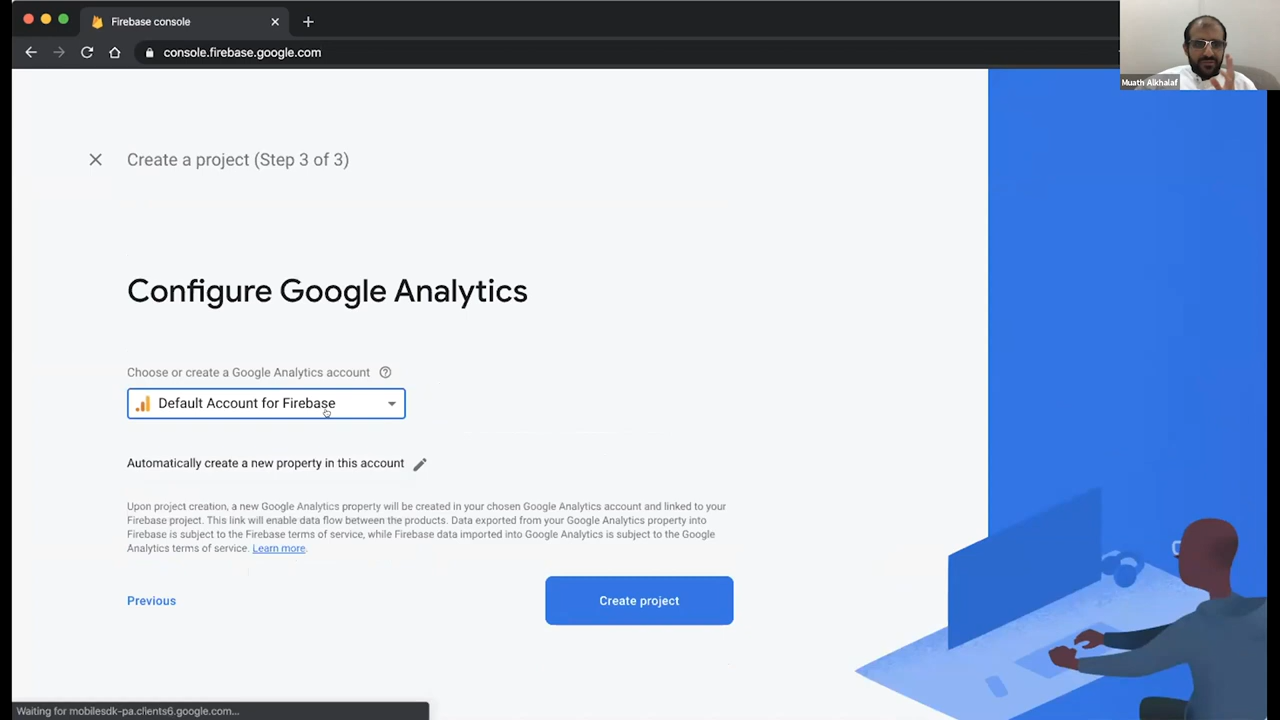 Firebase console
console.firebase.google.com
Muath Alkhalaf
Create a project (Step 3 of 3)
Configure Google Analytics
Choose or create a Google Analytics account
Default Account for Firebase
Automatically create a new property in this account
Upon project creation, a new Google Analytics property will be created in your chosen Google Analytics account and linked to your
Firebase project. This link will enable data flow between the products. Data exported from your Google Analytics property into
Firebase is subject to the Firebase terms of service, while Firebase data imported into Google Analytics is subject to the Google
Analytics terms of service. Learn more.
Previous
Create project
Waiting for mobilesdk-pa.clients6.google.com...